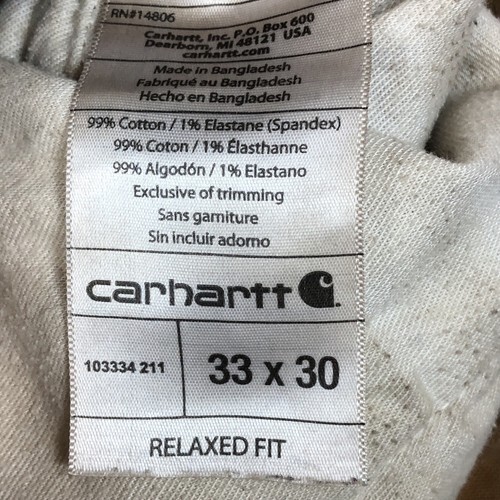 RN#14806
Carhartt, Inc. P.O. Box 600
Dearborn, MI 48121 USA
carhartt.com
Made in Bangladesh
Fabriqué au Bangladesh
Hecho en Bangladesh
99% Cotton / 1% Elastane (Spandex)
99% Coton / 1% Élasthanne
99% Algodón / 1% Elastano
Exclusive of trimming
Sans garniture
Sin incluir adorno
carhartt
103334 211
33 x 30
RELAXED FIT